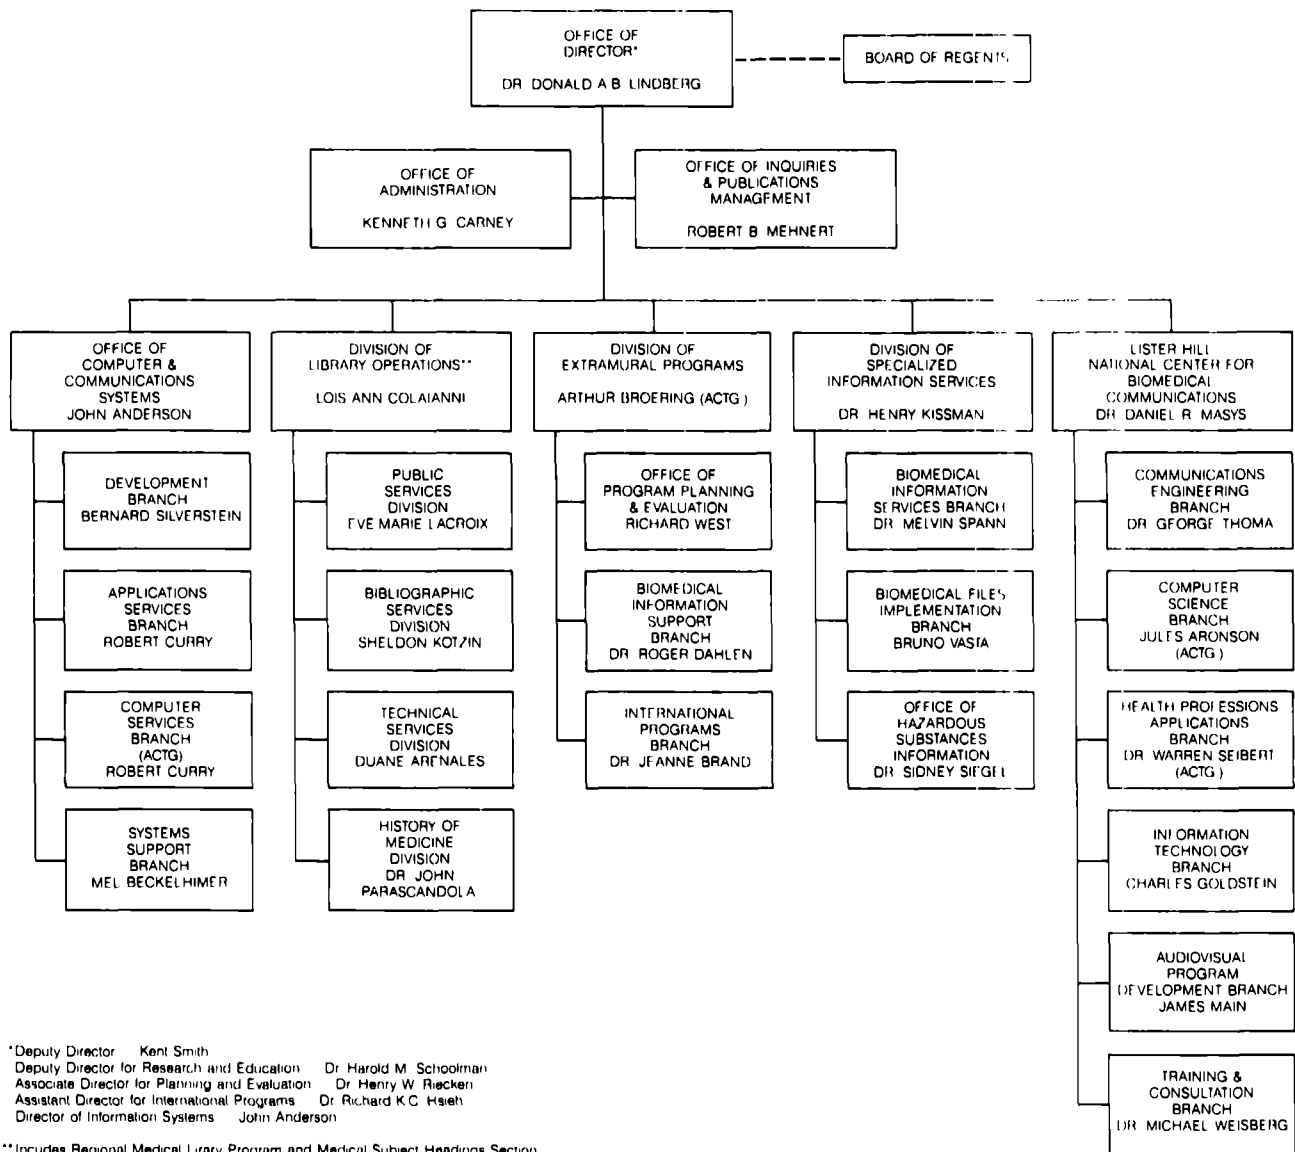 OFFICE OF
DIRECTOR*
DR DONALD A B LINDBERG
BOARD OF REGENTS
OFFICE OF
ADMINISTRATION
KENNETH G CARNEY
OFFICE OF INQUIRIES
& PUBLICATIONS
MANAGEMENT
ROBERT B MEHNERT
OFFICE OF
COMPUTER &
COMMUNICATIONS
SYSTEMS
JOHN ANDERSON
DEVELOPMENT
BRANCH
BERNARD SILVERSTEIN
APPLICATIONS
SERVICES
BRANCH
ROBERT CURRY
COMPUTER
SERVICES
BRANCH
(ACTG)
ROBERT CURRY
SYSTEMS
SUPPORT
BRANCH
MEL BECKELHIMER
DIVISION OF
LIBRARY OPERATIONS**
LOIS ANN COLAIANNI
PUBLIC
SERVICES
DIVISION
EVE MARIE LACROIX
BIBLIOGRAPHIC
SERVICES
DIVISION
SHELDON KOTZIN
TECHNICAL
SERVICES
DIVISION
DUANE ARENALES
HISTORY OF
MEDICINE
DIVISION
DR JOHN
PARASCANDOLA
DIVISION OF
EXTRAMURAL PROGRAMS
ARTHUR BROERING (ACTG )
OFFICE OF
PROGRAM PLANNING
& EVALUATION
RICHARD WEST
BIOMEDICAL
INFORMATION
SUPPORT
BRANCH
DR ROGER DAHLEN
INTERNATIONAL
PROGRAMS
BRANCH
DR JEANNE BRAND
DIVISION OF
SPECIALIZED
INFORMATION SERVICES
DR HENRY KISSMAN
BIOMEDICAL
INFORMATION
SERVICES BRANCH
DR MELVIN SPANN
BIOMEDICAL FILES
IMPLEMENTATION
BRANCH
BRUNO VASTA
OFFICE OF
HAZARDOUS
SUBSTANCES
INFORMATION
DR SIDNEY SIEGEL
LISTER HILL
NATIONAL CENTER FOR
BIOMEDICAL
COMMUNICATIONS
DR DANIEL R MASYS
COMMUNICATIONS
ENGINEERING
BRANCH
DR GEORGE THOMA
COMPUTER
SCIENCE
BRANCH
JULES ARONSON
(ACTG )
HEALTH PROFESSIONS
APPLICATIONS
BRANCH
DR WARREN SEIBERT
(ACTG )
INFORMATION
TECHNOLOGY
BRANCH
CHARLES GOLDSTEIN
AUDIOVISUAL
PROGRAM
DEVELOPMENT BRANCH
JAMES MAIN
TRAINING &
CONSULTATION
BRANCH
DR MICHAEL WEISBERG
*Deputy Director Kent Smith
Deputy Director for Research and Education Dr Harold M Schoolman
Associate Director for Planning and Evaluation Dr Henry W Riecken
Assistant Director for International Programs Dr Richard K C Hsieh
Director of Information Systems John Anderson
**Incudes Regional Medical Lirary Program and Medical Subject Headings Section